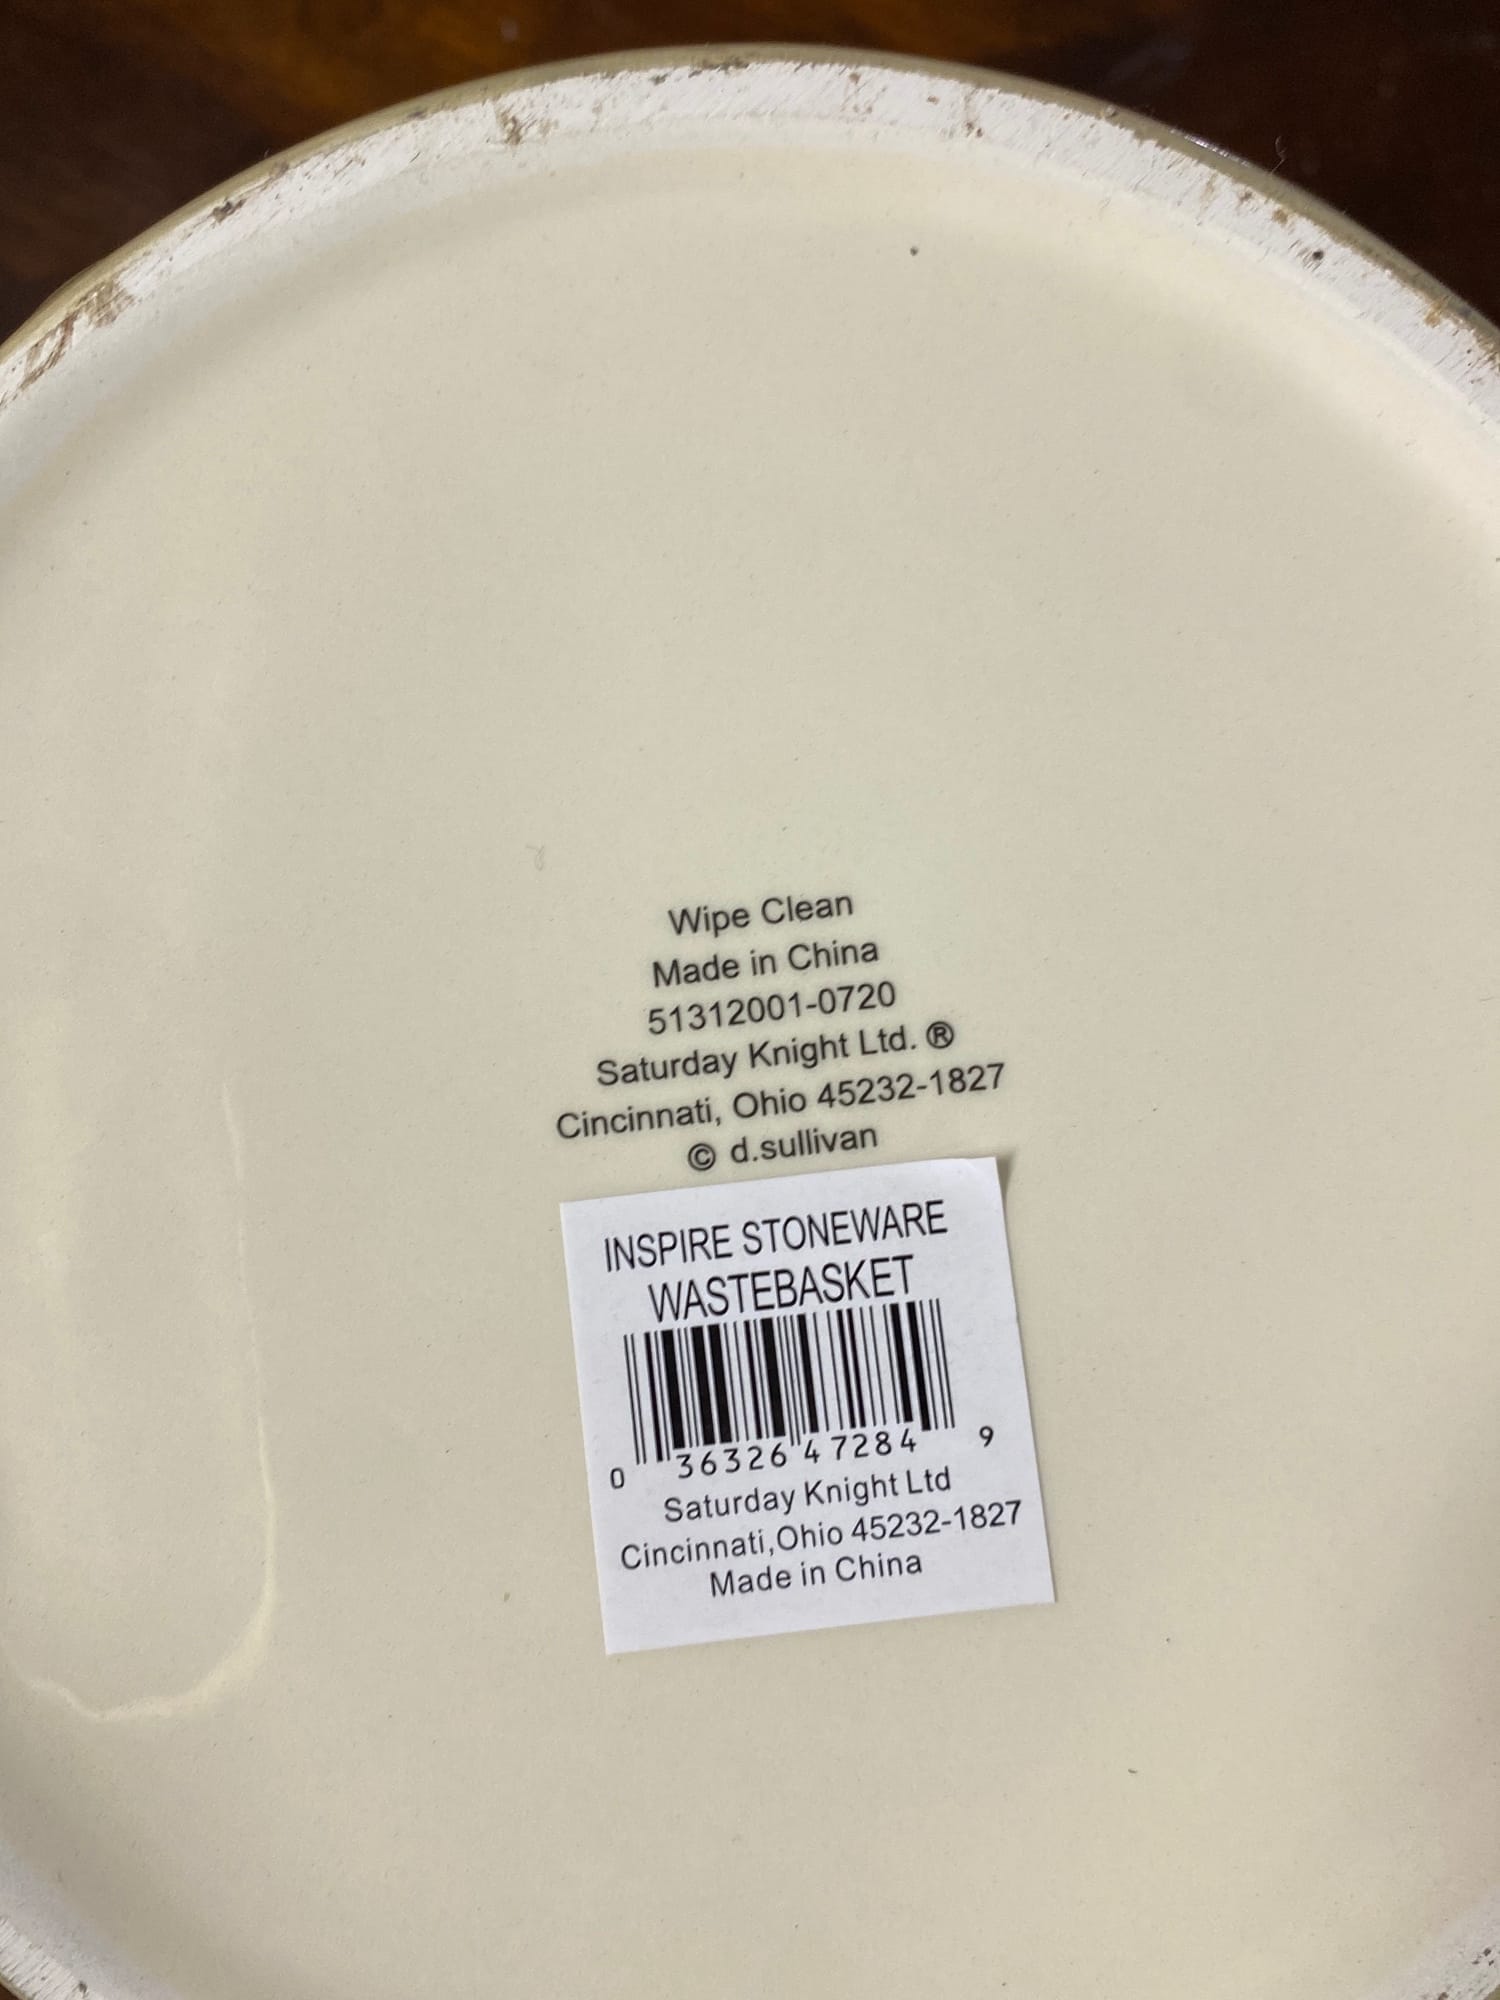 Wipe Clean
Made in China
51312001-0720
Saturday Knight Ltd. ®
Cincinnati, Ohio 45232-1827
© d.sullivan
INSPIRE STONEWARE
WASTEBASKET
0 36326 47284 9
Saturday Knight Ltd
Cincinnati,Ohio 45232-1827
Made in China